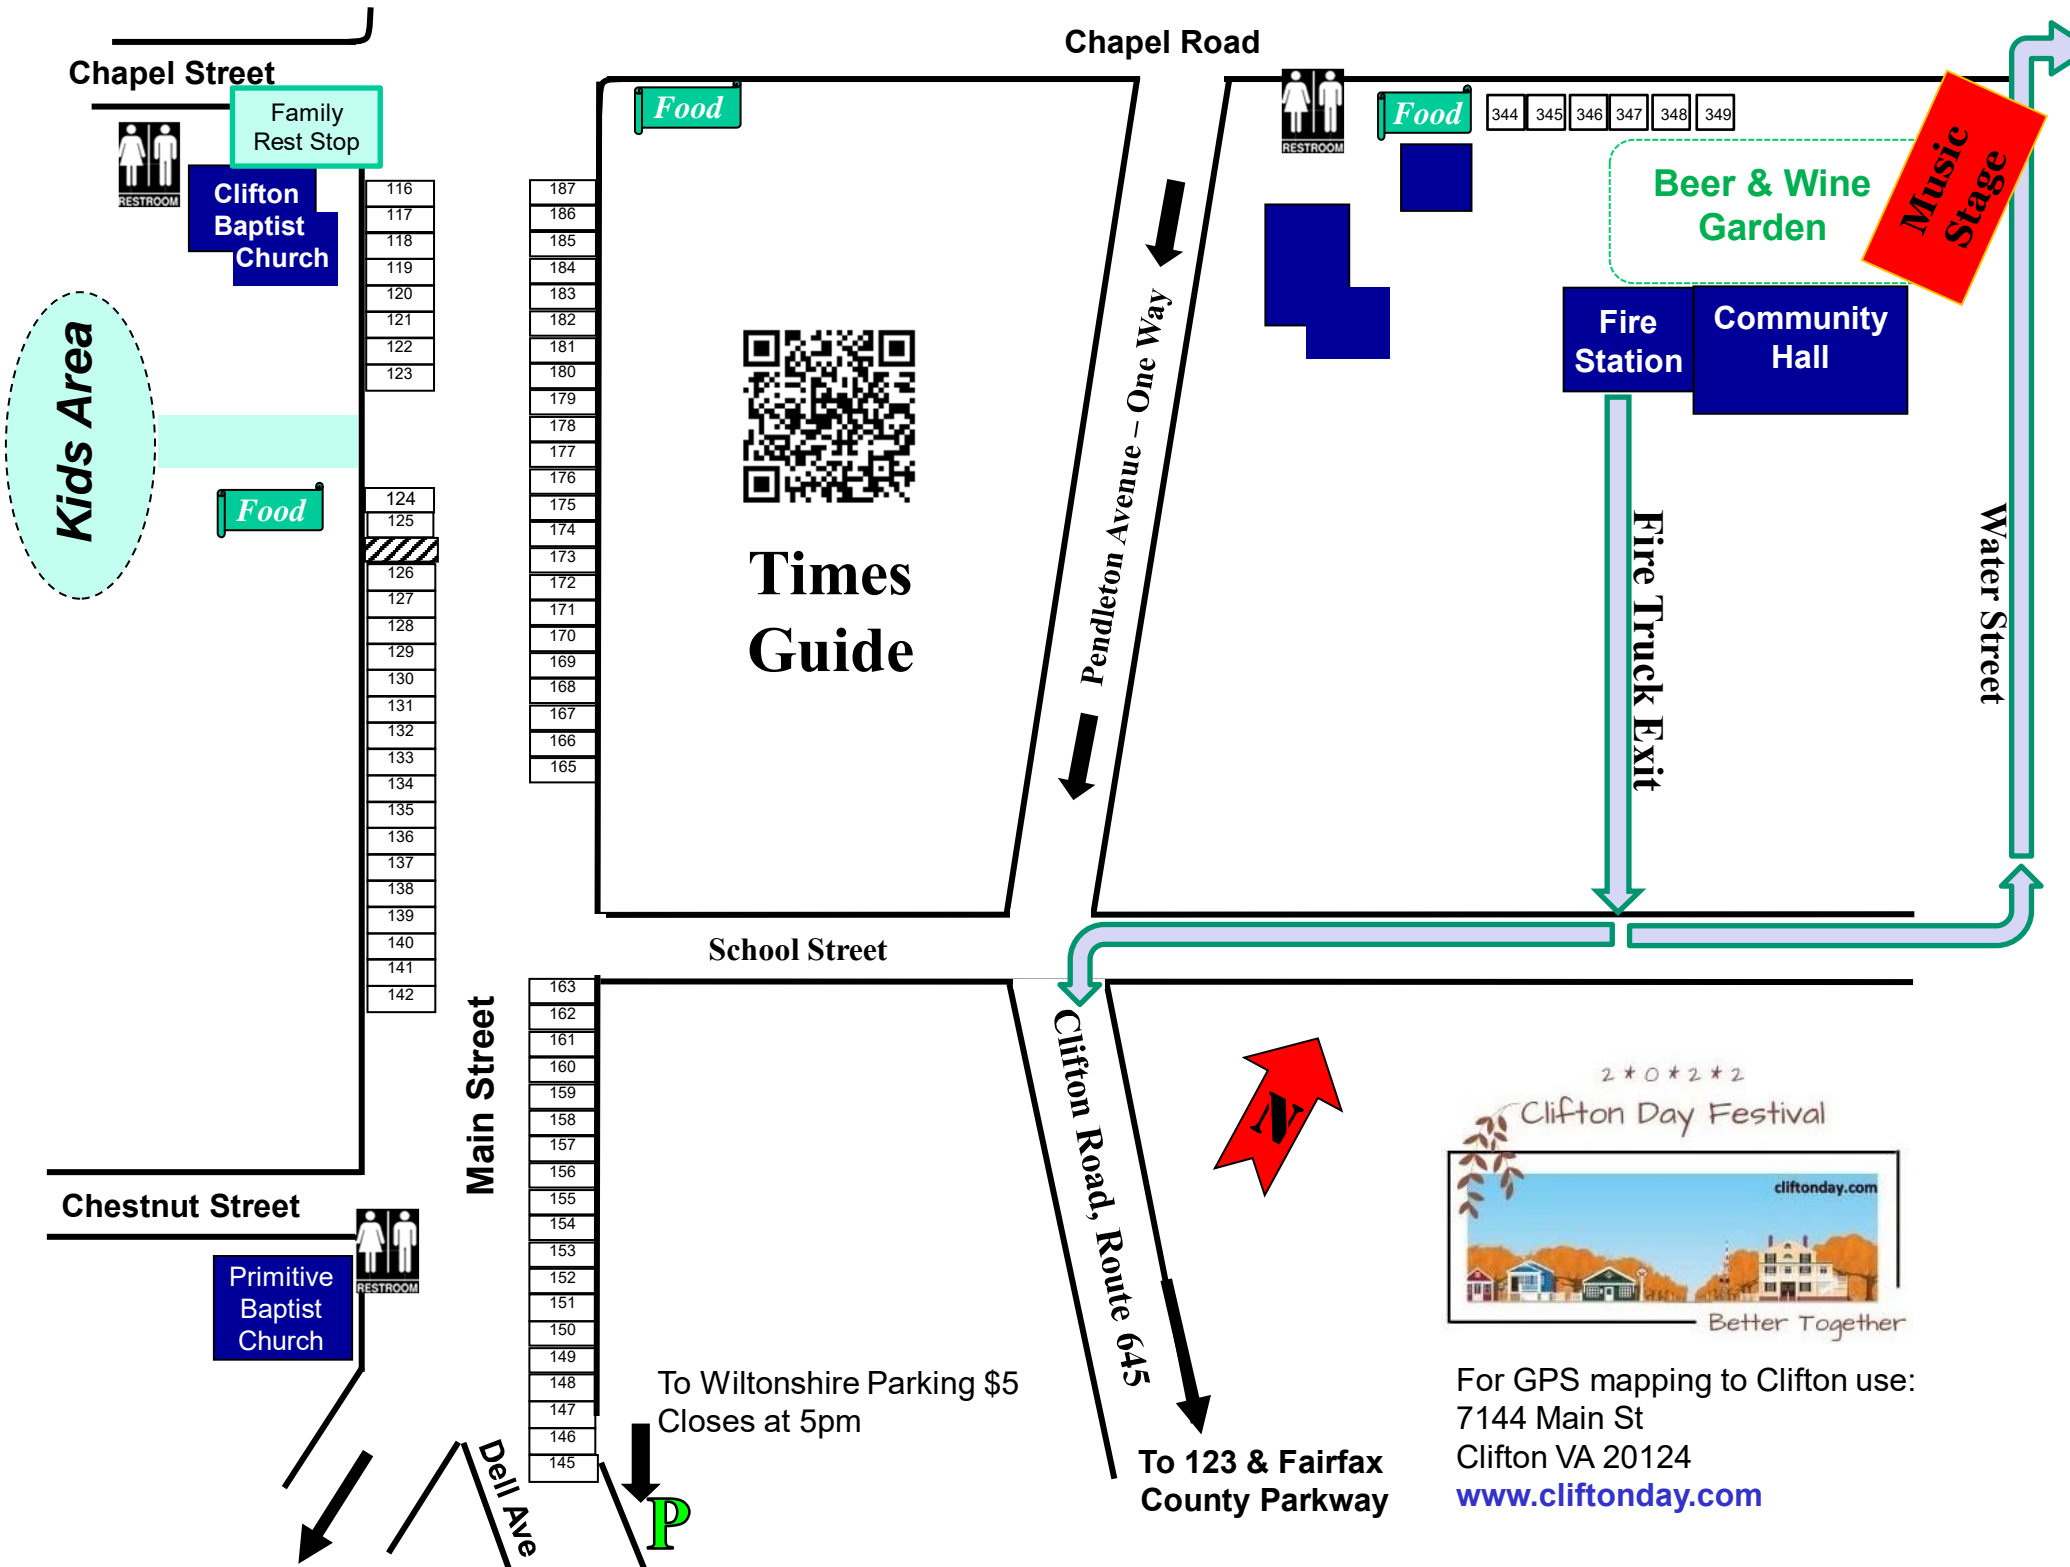 Chapel Road
Chapel Street
Family
Rest Stop
RESTROOM
Clifton
Baptist
Church
Food
RESTROOM
Food
344
345
346
347
348
349
Beer & Wine
Garden
Music
Stage
Fire
Station
Community
Hall
Kids Area
Food
116
117
118
119
120
121
122
123
124
125
126
127
128
129
130
131
132
133
134
135
136
137
138
139
140
141
142
187
186
185
184
183
182
181
180
179
178
177
176
175
174
173
172
171
170
169
168
167
166
165
Times
Guide
Pendleton Avenue – One Way
Fire Truck Exit
Water Street
School Street
163
162
161
160
159
158
157
156
155
154
153
152
151
150
149
148
147
146
145
Main Street
Clifton Road, Route 645
N
Chestnut Street
RESTROOM
Primitive
Baptist
Church
Dell Ave
To Wiltonshire Parking $5
Closes at 5pm
P
To 123 & Fairfax
County Parkway
2*0*2*2
Clifton Day Festival
cliftonday.com
Better Together
For GPS mapping to Clifton use:
7144 Main St
Clifton VA 20124
www.cliftonday.com